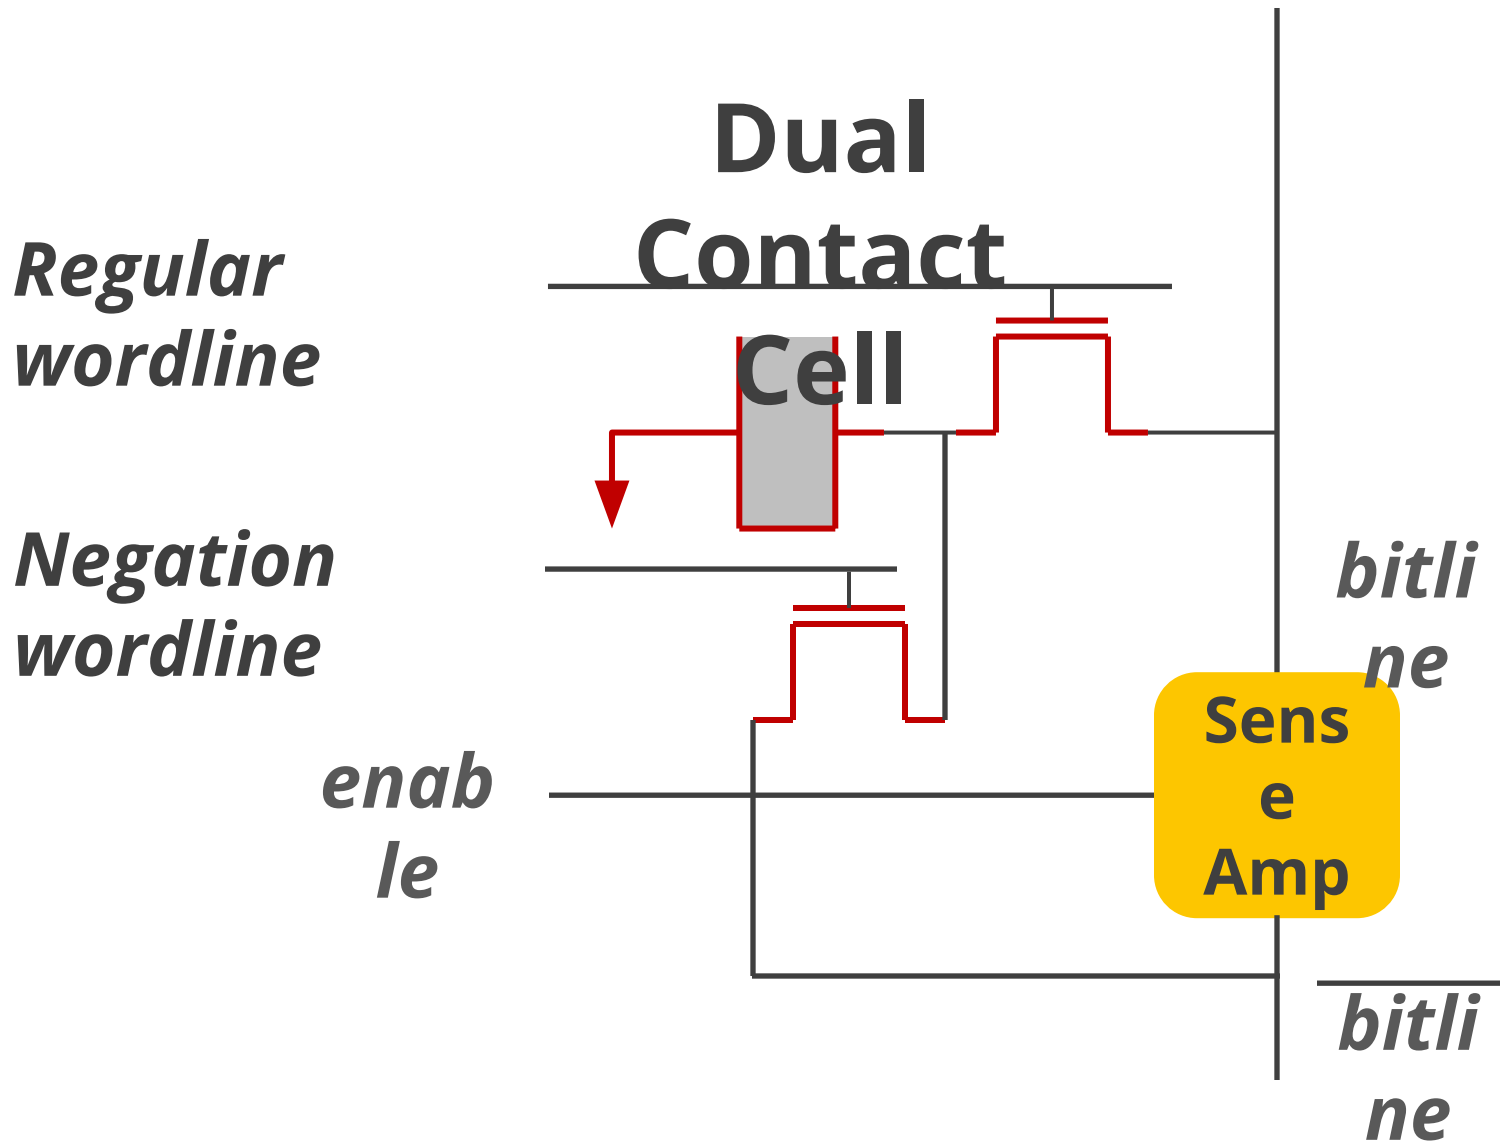 Dual
Contact
Cell
Regular
wordline
Negation
wordline
bitli
ne
Sens
e
Amp
enab
le
bitli
ne